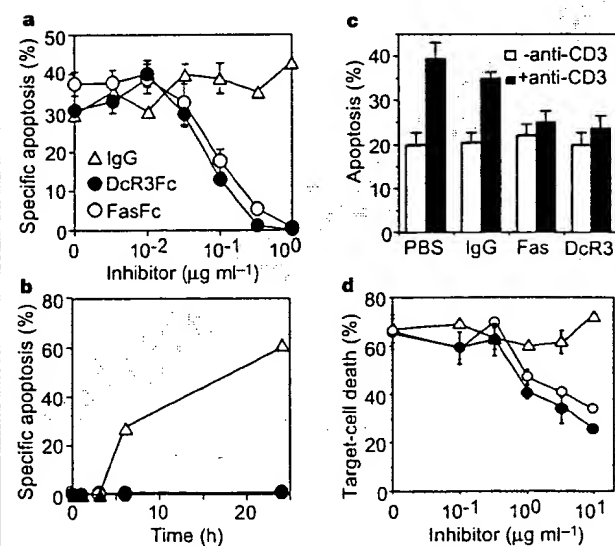 a
Specific apoptosis (%)
50
40
30
20
10
0
△ IgG
● DcR3Fc
○ FasFc
0 10⁻² 10⁻¹ 10⁰
Inhibitor (µg ml⁻¹)
b
Specific apoptosis (%)
80
60
40
20
0
0 10 20
Time (h)
c
Apoptosis (%)
40
30
20
10
0
-anti-CD3
+anti-CD3
PBS IgG Fas DcR3
d
Target-cell death (%)
80
60
40
20
0
0 10⁻¹ 10⁰ 10¹
Inhibitor (µg ml⁻¹)